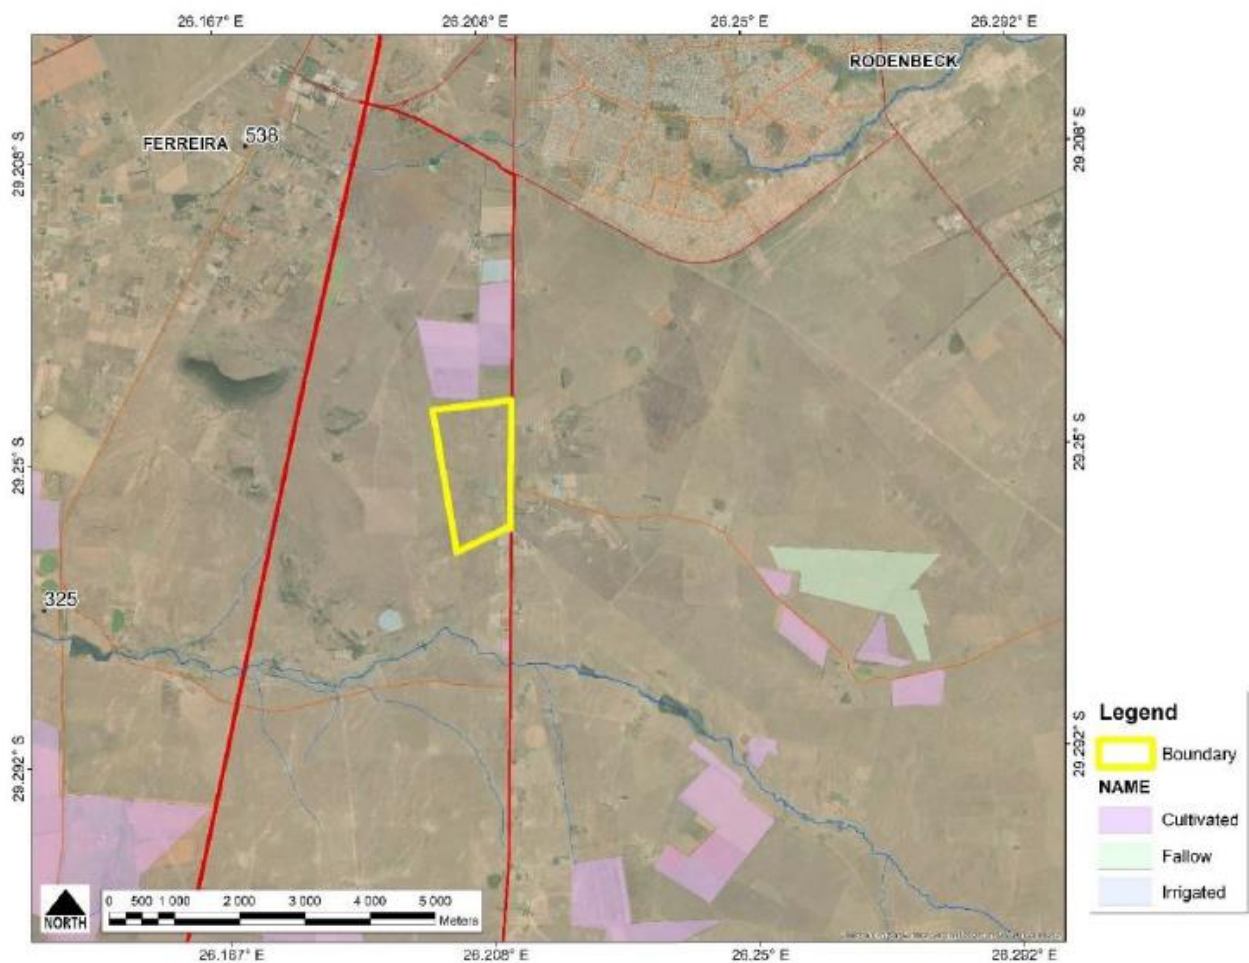 26.167° E
26.208° E
26.25° E
26.292° E
RODENBECK
FERREIRA
538
29.208° S
29.208° S
29.25° S
29.25° S
325
29.292° S
29.292° S
Legend
Boundary
NAME
Cultivated
Fallow
Irrigated
NORTH
0 500 1 000 2 000 3 000 4 000 5 000
Meters
26.167° E
26.208° E
26.25° E
26.292° E